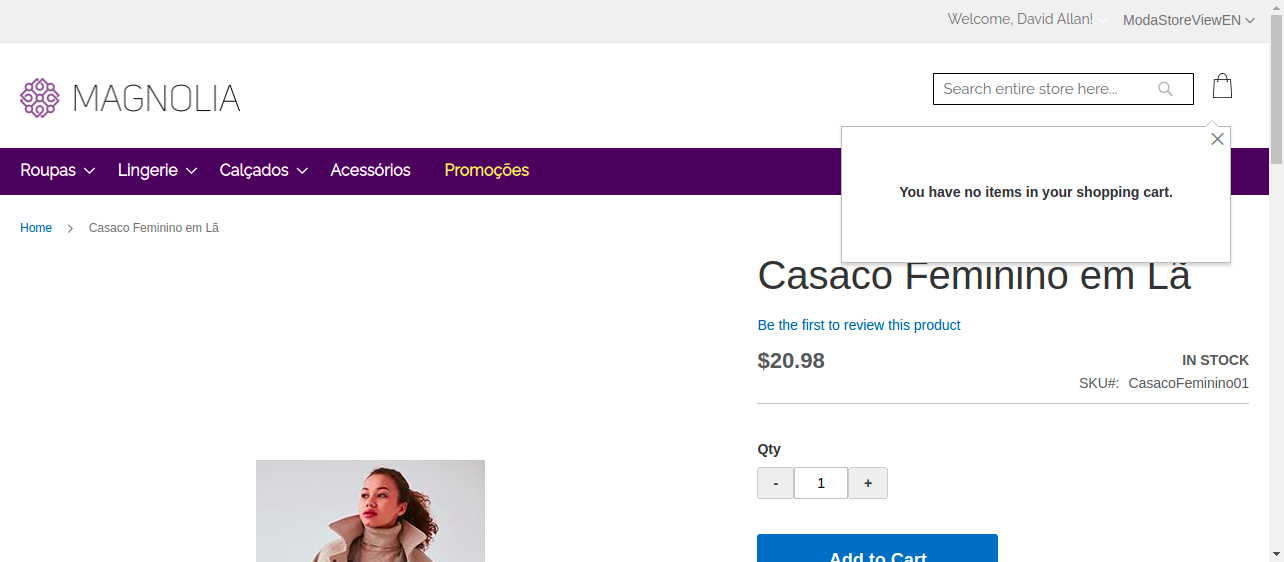 Welcome, David Allan!
ModaStoreViewEN
MAGNOLIA
Search entire store here...
Roupas
Lingerie
Calçados
Acessórios
Promoções
You have no items in your shopping cart.
Home
Casaco Feminino em Lã
Casaco Feminino em Lã
Be the first to review this product
$20.98
IN STOCK
SKU#: CasacoFeminino01
Qty
- 1 +
Add to Cart